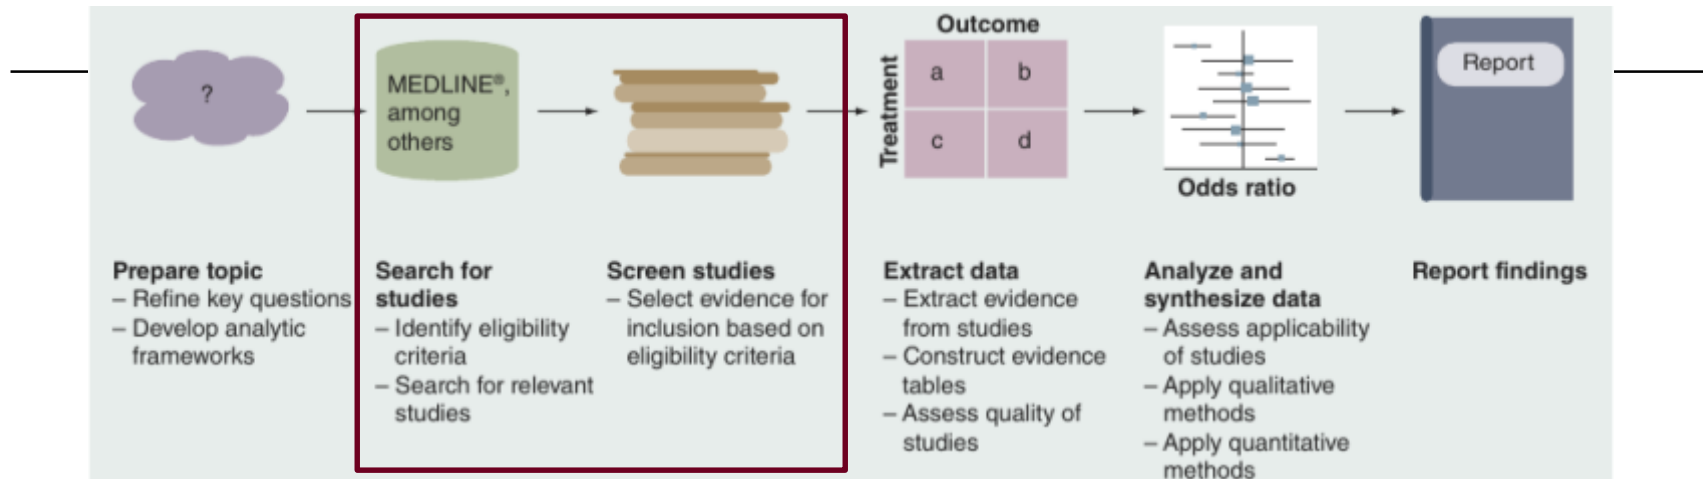 ?
MEDLINE®,
among
others
Outcome
Treatment
a
b
c
d
Odds ratio
Report
Prepare topic
– Refine key questions
– Develop analytic
frameworks
Search for
studies
– Identify eligibility
criteria
– Search for relevant
studies
Screen studies
– Select evidence for
inclusion based on
eligibility criteria
Extract data
– Extract evidence
from studies
– Construct evidence
tables
– Assess quality of
studies
Analyze and
synthesize data
– Assess applicability
of studies
– Apply qualitative
methods
– Apply quantitative
methods
Report findings